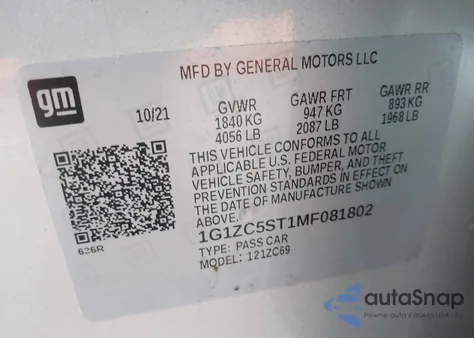 MFD BY GENERAL MOTORS LLC
gm
10/21
GVWR GAWR FRT GAWR RR
1840 KG 947 KG 893 KG
4056 LB 2087 LB 1968 LB
THIS VEHICLE CONFORMS TO ALL
APPLICABLE U.S. FEDERAL MOTOR
VEHICLE SAFETY, BUMPER, AND THEFT
PREVENTION STANDARDS IN EFFECT ON
THE DATE OF MANUFACTURE SHOWN
ABOVE.
1G1ZC5ST1MF081802
TYPE: PASS CAR
MODEL: 121ZC69
626R
autoSnap